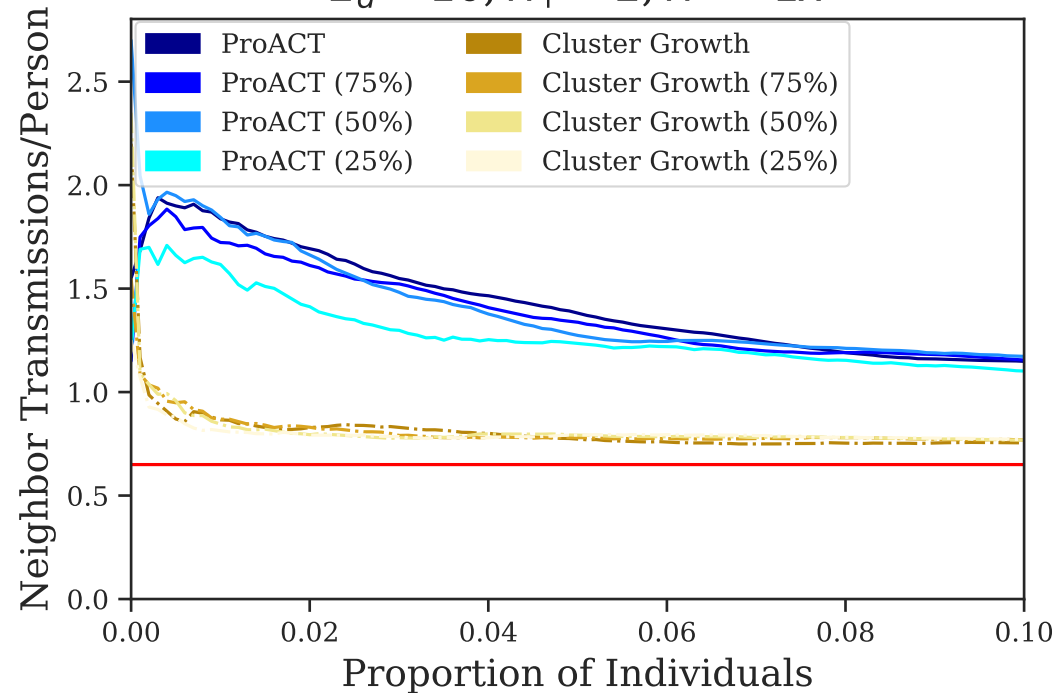 ProACT
ProACT (75%)
ProACT (50%)
ProACT (25%)
Cluster Growth
Cluster Growth (75%)
Cluster Growth (50%)
Cluster Growth (25%)
Neighbor Transmissions/Person
2.5
2.0
1.5
1.0
0.5
0.0
0.00 0.02 0.04 0.06 0.08 0.10
Proportion of Individuals